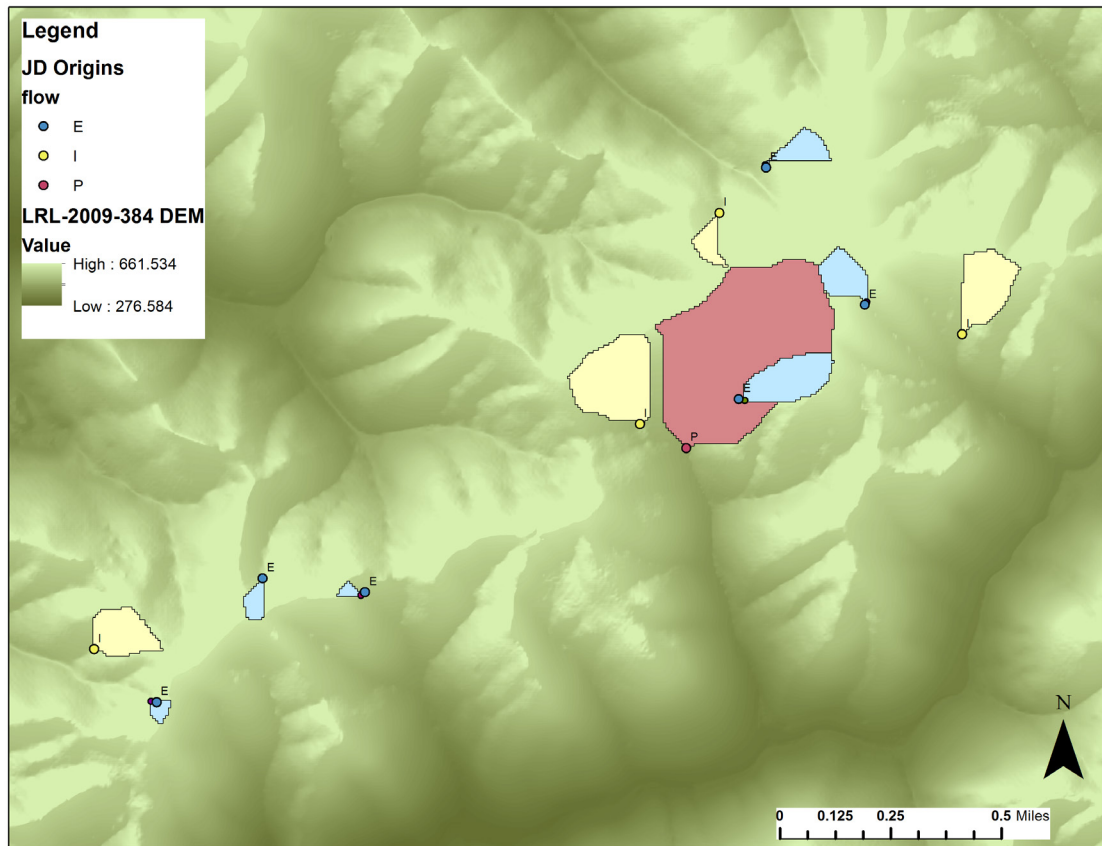 Legend
JD Origins
flow
E
I
P
LRL-2009-384 DEM
Value
High : 661.534
Low : 276.584
E
I
E
I
E
I
P
E
E
I
E
N
0 0.125 0.25 0.5 Miles